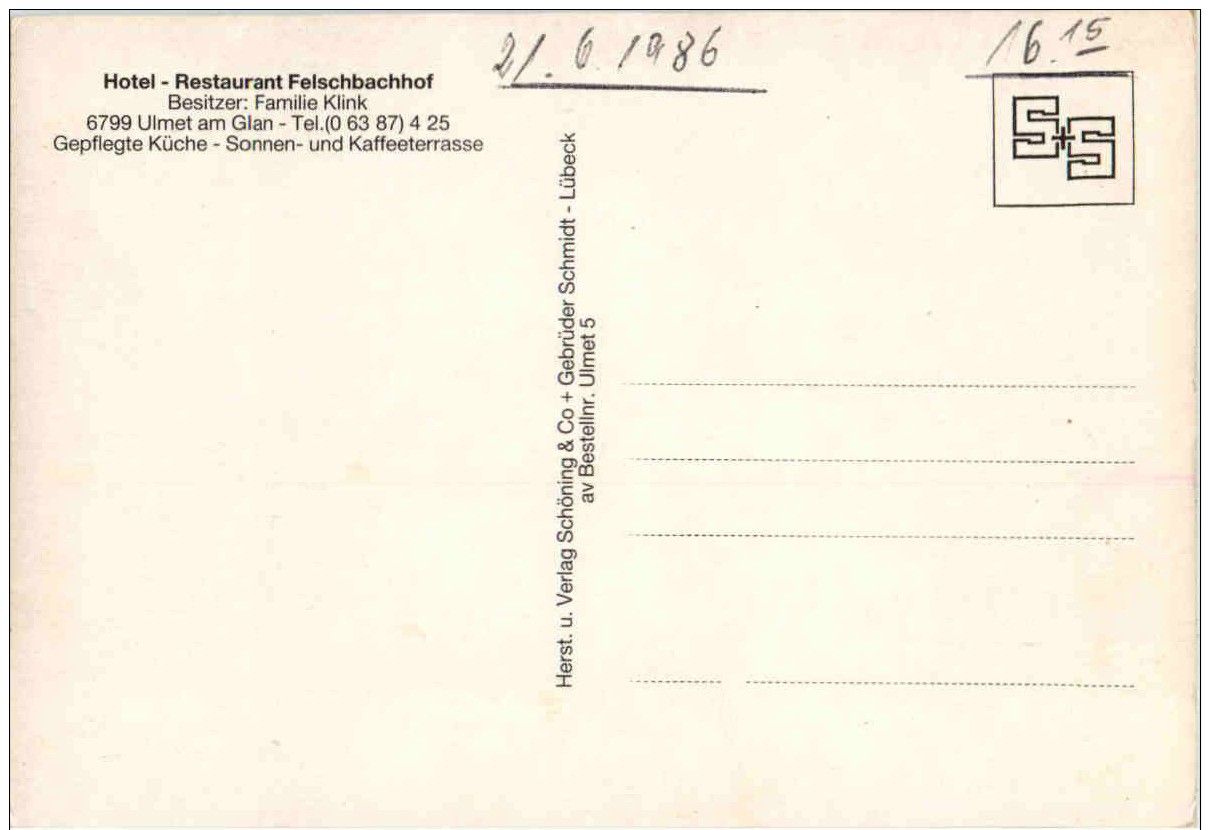 21.6.1986
16.15
Hotel - Restaurant Felschbachhof
Besitzer: Familie Klink
6799 Ulmet am Glan - Tel.(0 63 87) 4 25
Gepflegte Küche - Sonnen- und Kaffeeterrasse
Herst. u. Verlag Schöning & Co + Gebrüder Schmidt - Lübeck
av Bestellnr. Ulmet 5
S+S